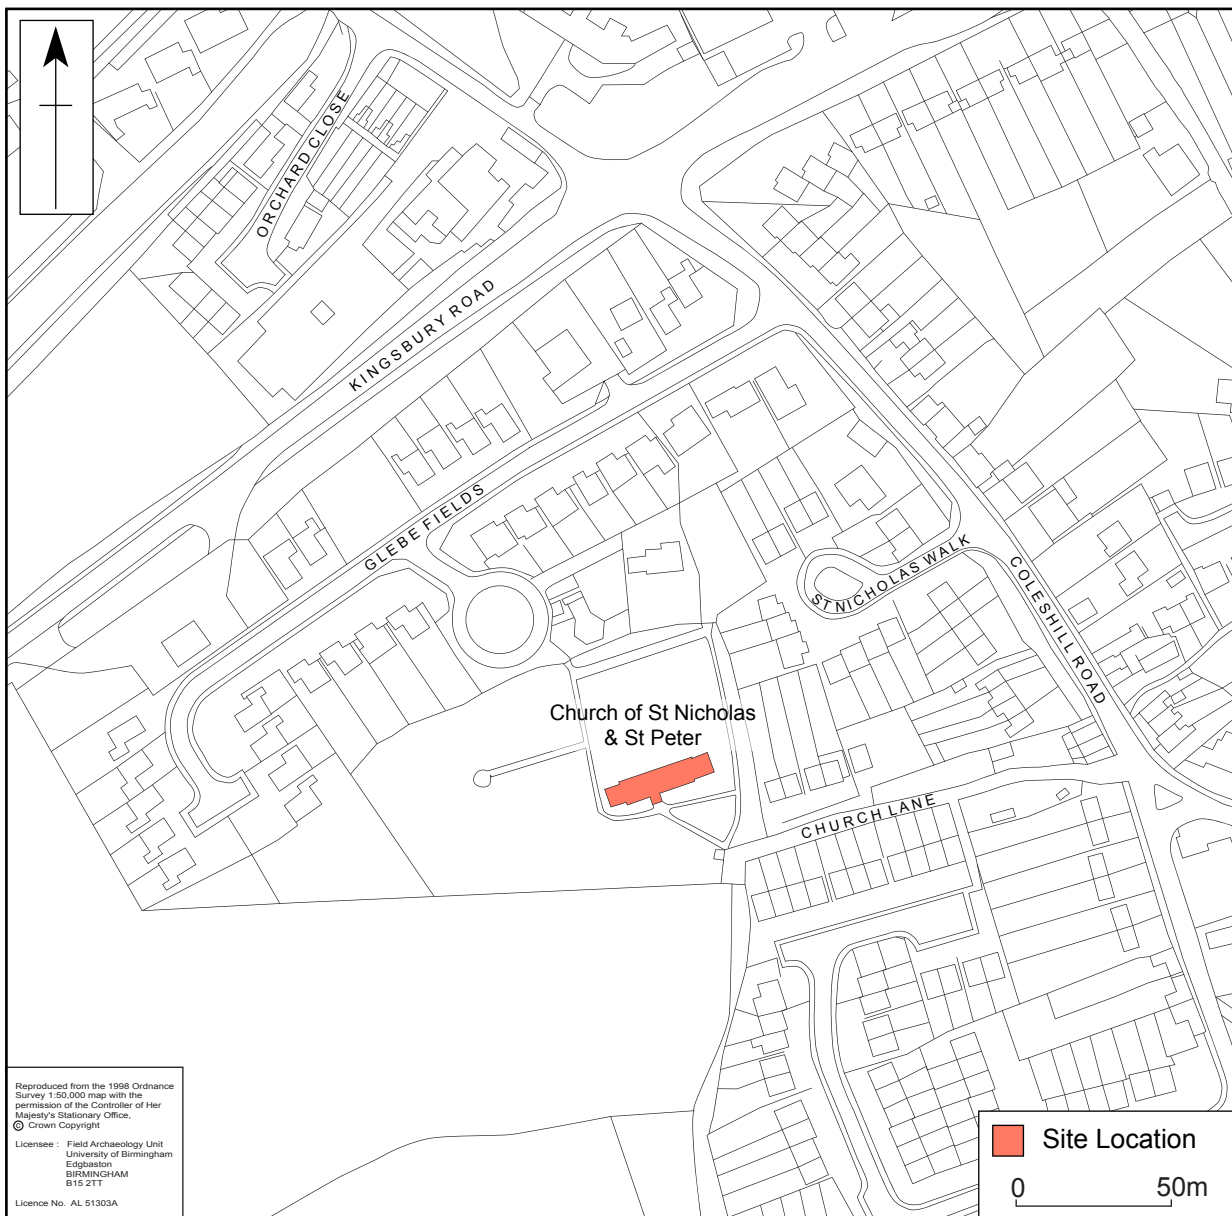 ORCHARD CLOSE
KINGSBURY ROAD
GLEBE FIELDS
ST NICHOLAS WALK
COLESHILL ROAD
Church of St Nicholas
& St Peter
CHURCH LANE
Reproduced from the 1998 Ordnance
Survey 1:50,000 map with the
permission of the Controller of Her
Majesty's Stationary Office,
© Crown Copyright
Licensee : Field Archaeology Unit
University of Birmingham
Edgbaston
BIRMINGHAM
B15 2TT
Licence No. AL 51303A
Site Location
0 50m